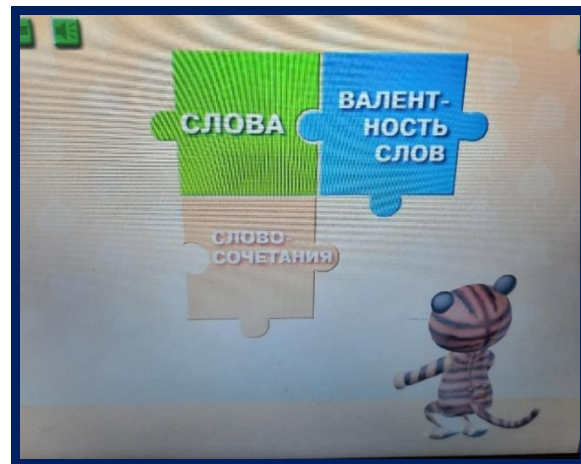 СЛОВА
ВАЛЕНТ-
НОСТЬ
СЛОВ
СЛОВО-
СОЧЕТАНИЯ